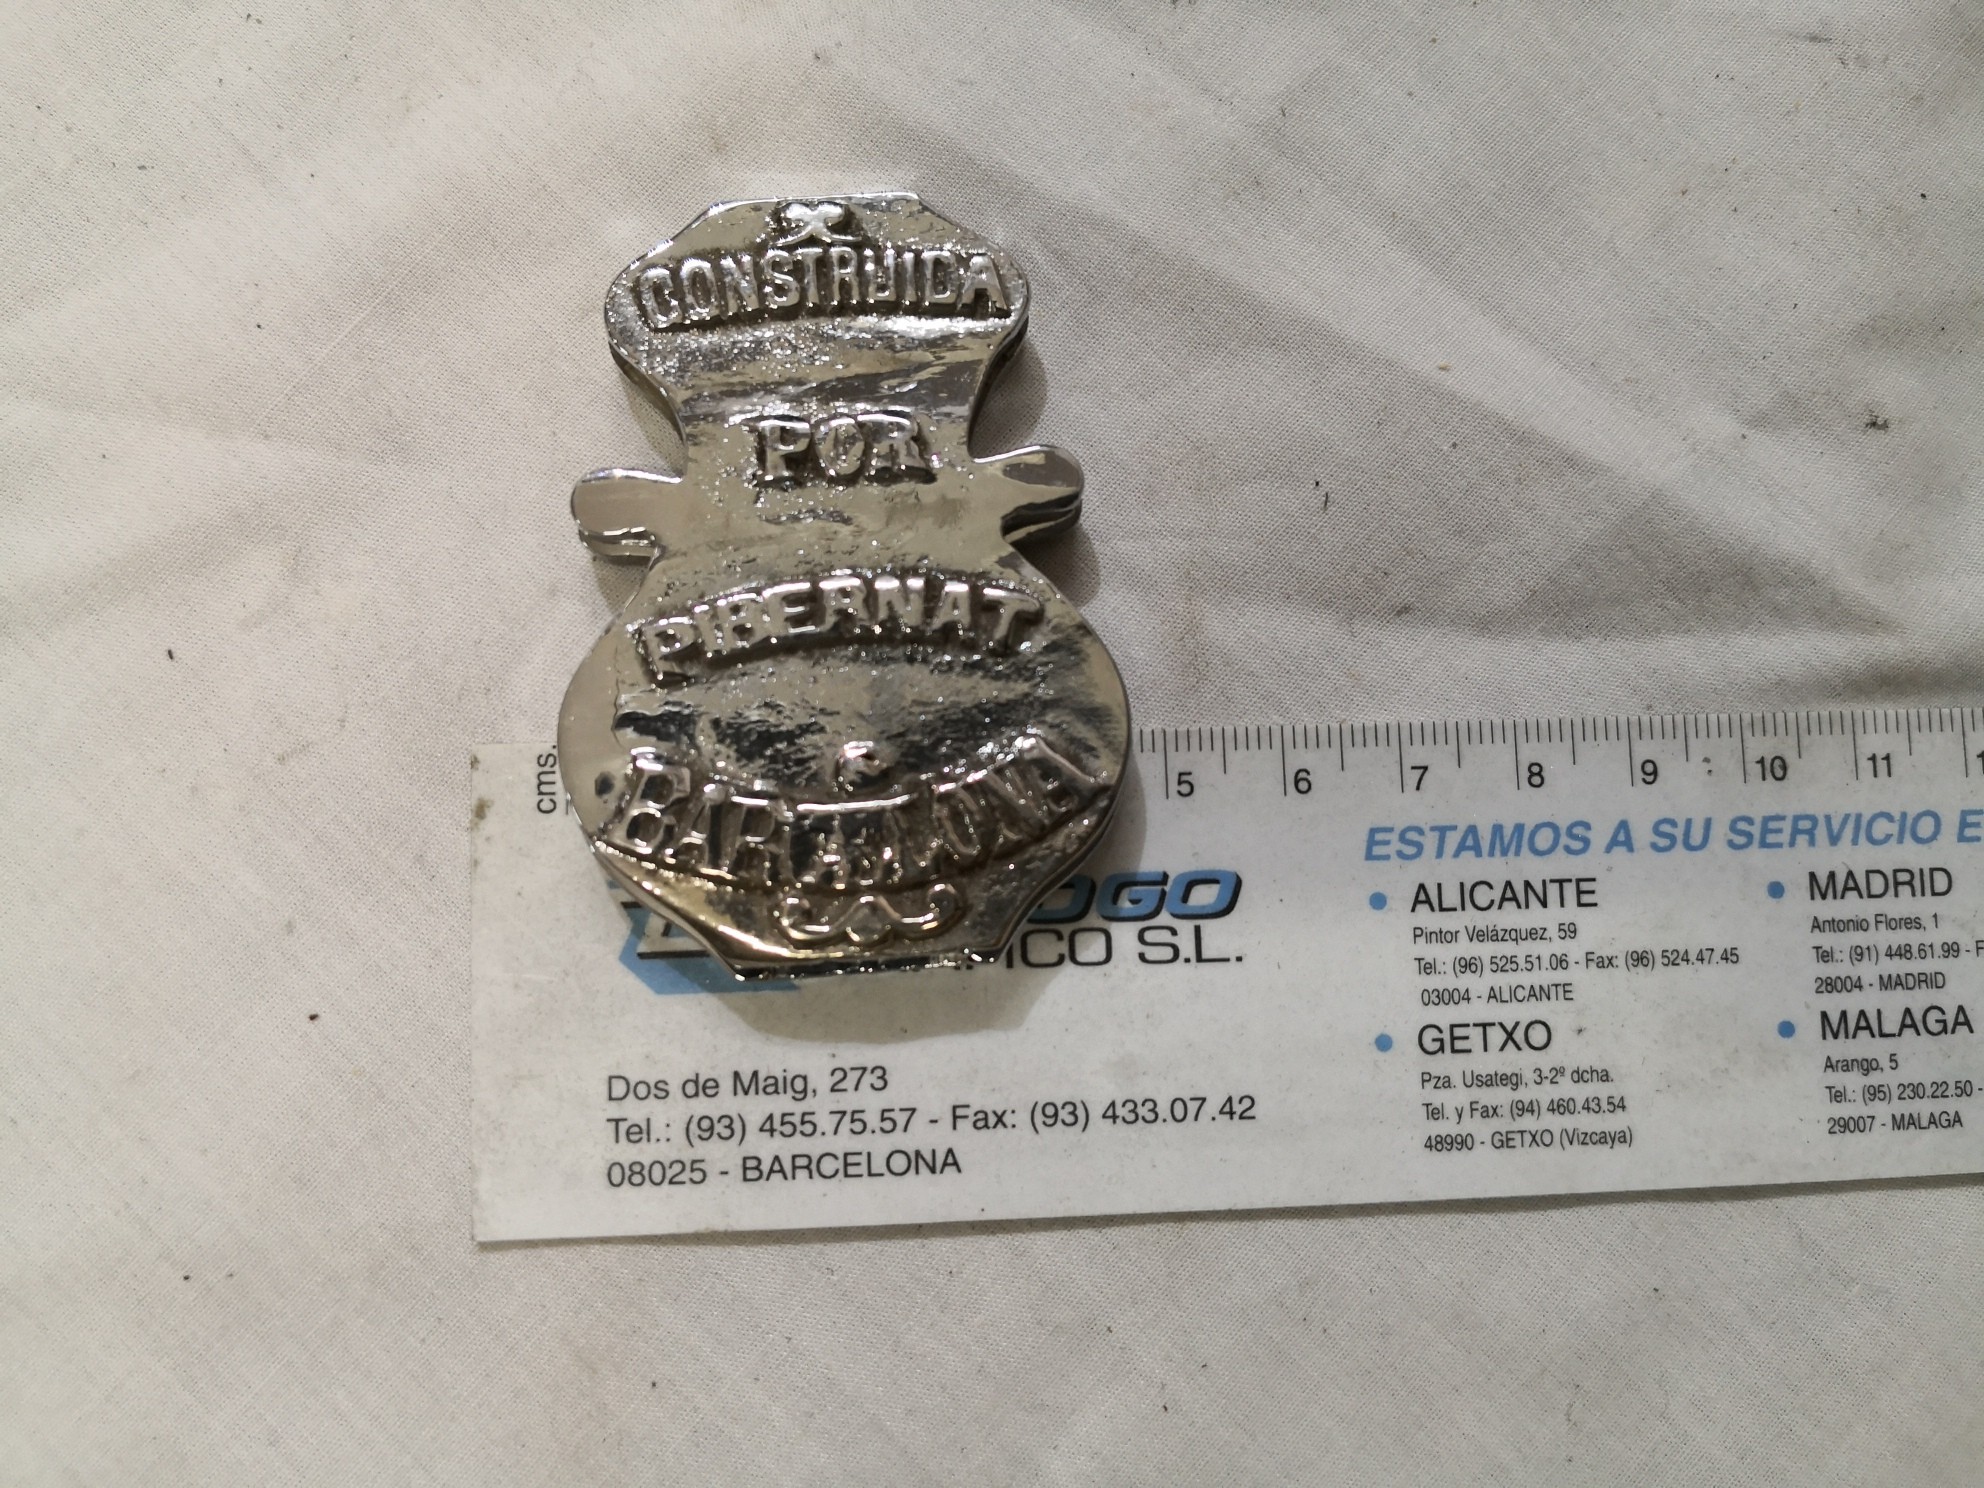 CONSTRUIDA
POR
PIBERNAT
BARCELONA
cms.
5 6 7 8 9 10 11
OGO
S.L.
Dos de Maig, 273
Tel.: (93) 455.75.57 - Fax: (93) 433.07.42
08025 - BARCELONA
ESTAMOS A SU SERVICIO E
• ALICANTE
Pintor Velázquez, 59
Tel.: (96) 525.51.06 - Fax: (96) 524.47.45
03004 - ALICANTE
• GETXO
Pza. Usategi, 3-2º dcha.
Tel. y Fax: (94) 460.43.54
48990 - GETXO (Vizcaya)
• MADRID
Antonio Flores, 1
Tel.: (91) 448.61.99 - F
28004 - MADRID
• MALAGA
Arango, 5
Tel.: (95) 230.22.50 -
29007 - MALAGA